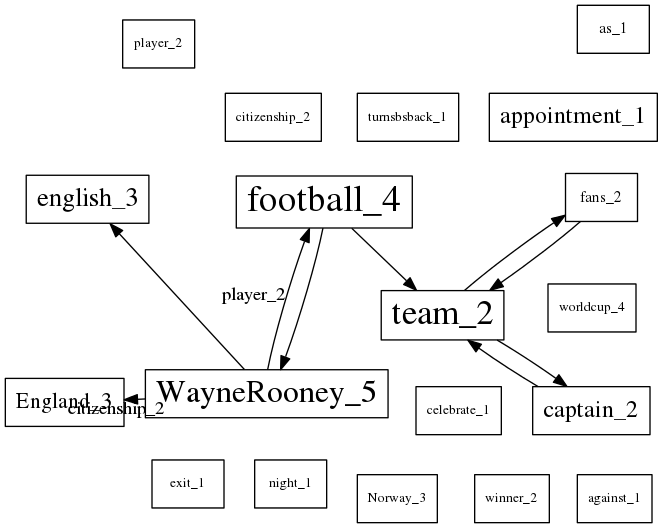 as_1
player_2
citizenship_2
turnsbsback_1
appointment_1
english_3
football_4
fans_2
player_2
team_2
worldcup_4
England_3
citizenship_2
WayneRooney_5
celebrate_1
captain_2
exit_1
night_1
Norway_3
winner_2
against_1